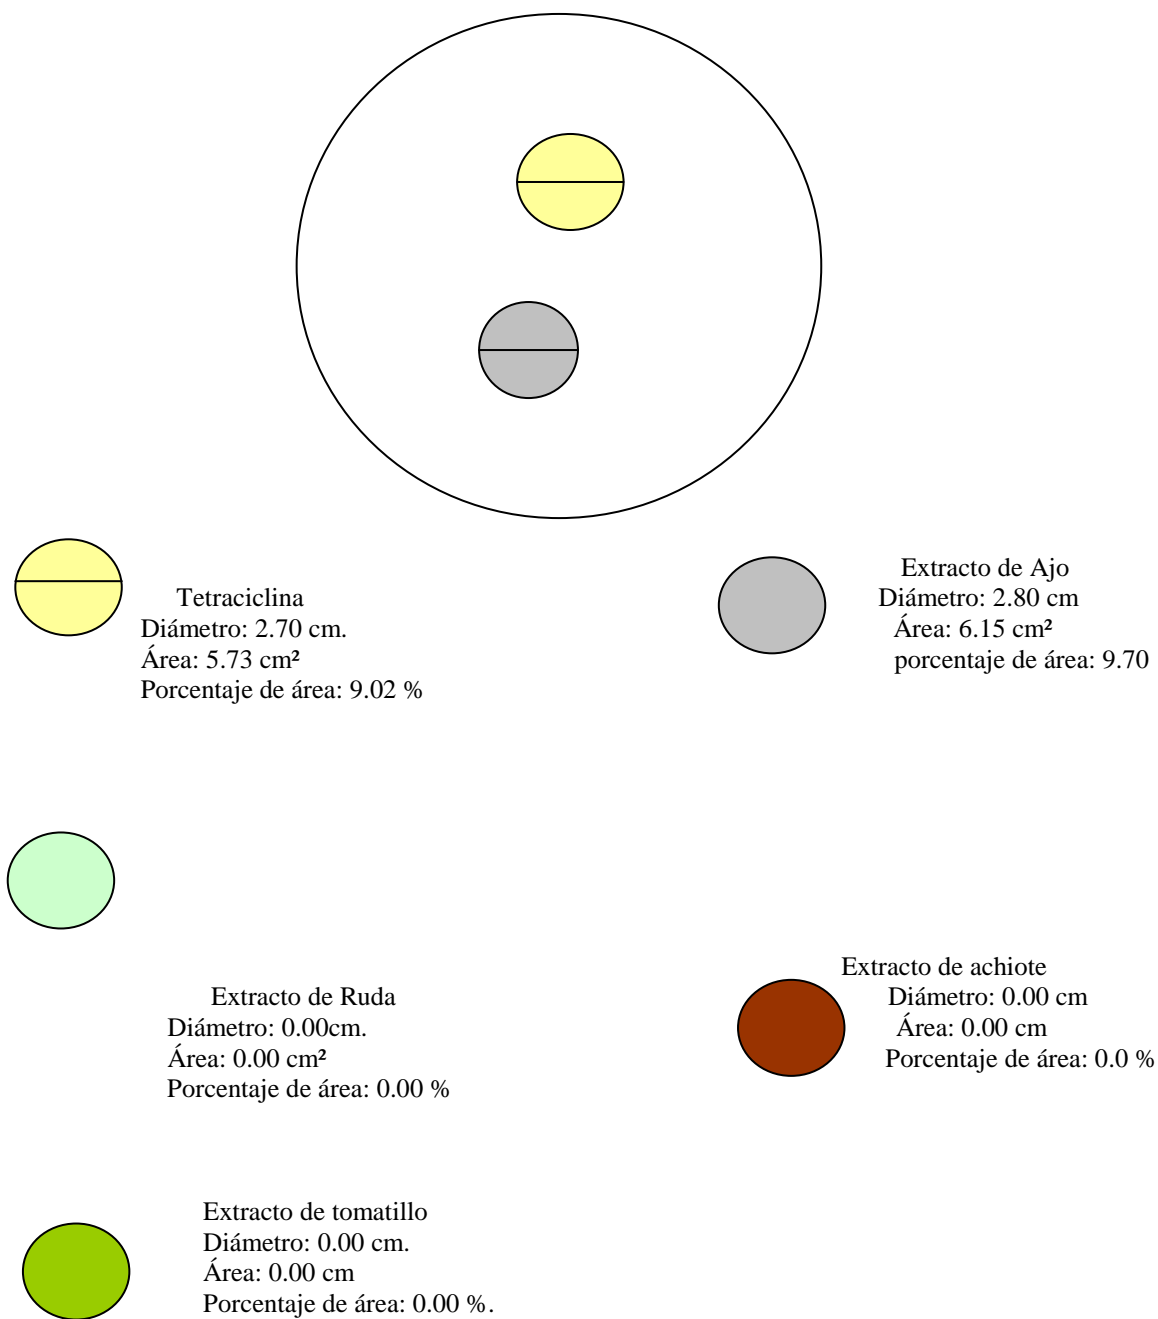 Tetraciclina
Diámetro: 2.70 cm.
Área: 5.73 cm²
Porcentaje de área: 9.02 %
Extracto de Ajo
Diámetro: 2.80 cm
Área: 6.15 cm²
porcentaje de área: 9.70
Extracto de Ruda
Diámetro: 0.00cm.
Área: 0.00 cm²
Porcentaje de área: 0.00 %
Extracto de achiote
Diámetro: 0.00 cm
Área: 0.00 cm
Porcentaje de área: 0.0 %
Extracto de tomatillo
Diámetro: 0.00 cm.
Área: 0.00 cm
Porcentaje de área: 0.00 %.